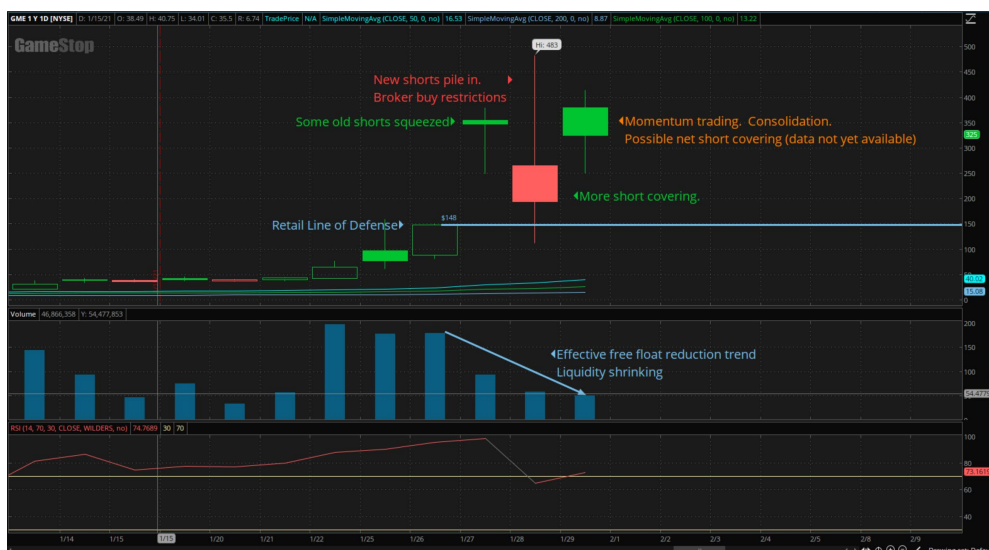 GME 1 Y 1D [NYSE] D: 1/15/21 O: 38.49 H: 40.75 L: 34.01 C: 35.5 R: 6.74 TradePrice N/A SimpleMovingAvg (CLOSE, 50, 0, no) 16.53 SimpleMovingAvg (CLOSE, 200, 0, no) 8.87 SimpleMovingAvg (CLOSE, 100, 0, no) 13.22
GameStop
Hi: 483
500
450
400
350
325
300
250
200
150
100
50
40.02
15.08
0
New shorts pile in.
Broker buy restrictions
Some old shorts squeezed
Momentum trading. Consolidation.
Possible net short covering (data not yet available)
More short covering.
Retail Line of Defense
$148
Volume 46,866,358 Y: 54,477,853
Effective free float reduction trend
Liquidity shrinking
200
150
100
RSI (14, 70, 30, CLOSE, WILDERS, no) 74.7689 30 70
100
80
60
40
1/14 1/15 1/15 1/20 1/21 1/22 1/25 1/26 1/27 1/28 1/29 2/1 2/2 2/3 2/4 2/5 2/8 2/9